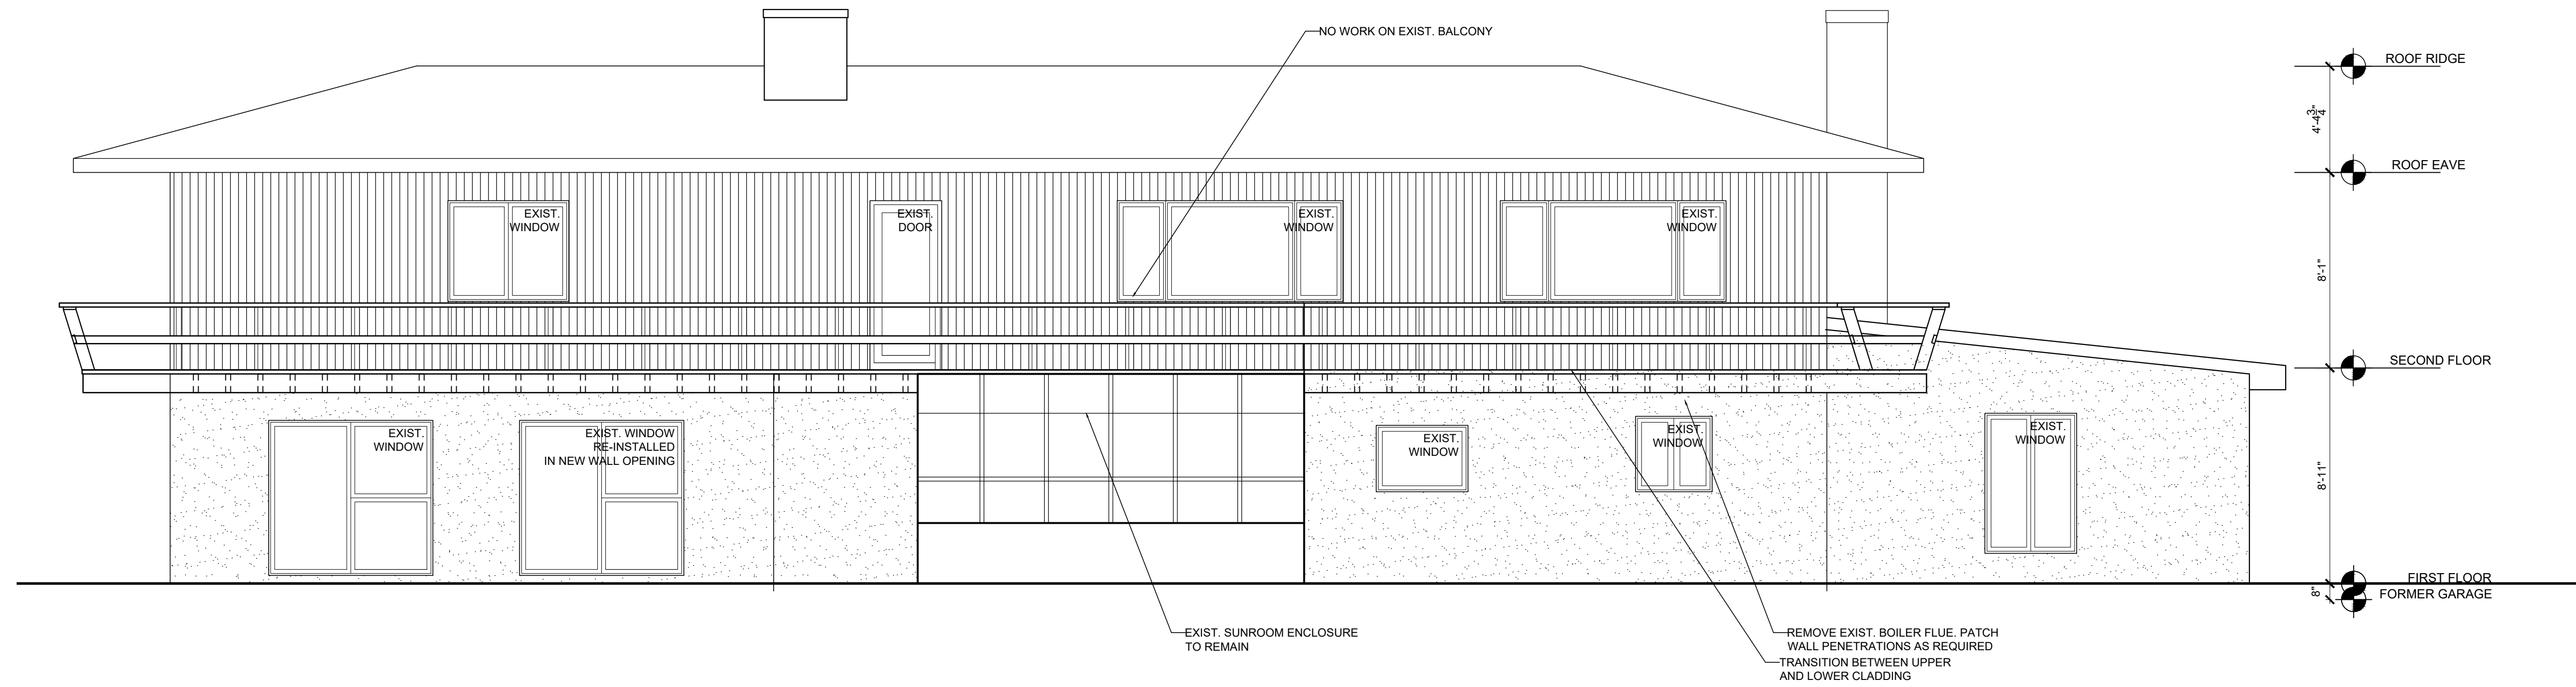 NO WORK ON EXIST. BALCONY
ROOF RIDGE
4'-4 3/4"
ROOF EAVE
EXIST.
WINDOW
EXIST.
DOOR
EXIST.
WINDOW
EXIST.
WINDOW
8'-1"
SECOND FLOOR
EXIST.
WINDOW
EXIST. WINDOW
RE-INSTALLED
IN NEW WALL OPENING
EXIST.
WINDOW
EXIST.
WINDOW
EXIST.
WINDOW
8'-11"
FIRST FLOOR
8"
FORMER GARAGE
EXIST. SUNROOM ENCLOSURE
TO REMAIN
REMOVE EXIST. BOILER FLUE. PATCH
WALL PENETRATIONS AS REQUIRED
TRANSITION BETWEEN UPPER
AND LOWER CLADDING